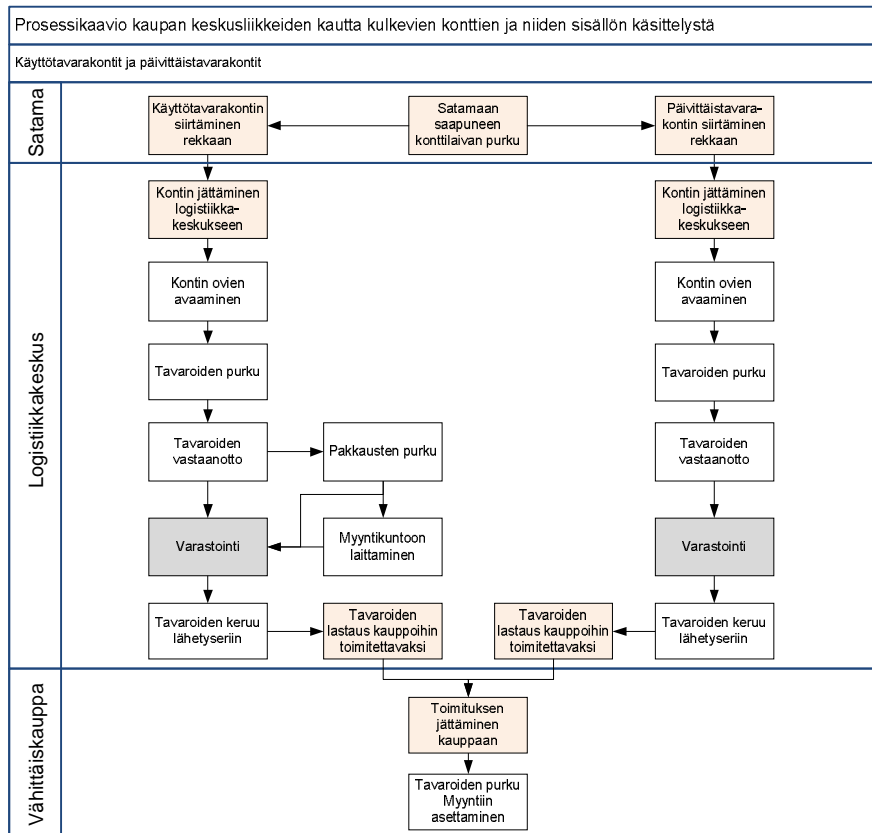 Prosessikaavio kaupan keskusliikkeiden kautta kulkevien konttien ja niiden sisällön käsittelystä
Käyttötavarakontit ja päivittäistavarakontit
Satama
Käyttötavarakontin
siirtäminen
rekkaan
Satamaan
saapuneen
konttilaivan purku
Päivittäistavara-
kontin siirtäminen
rekkaan
Logistiikkakeskus
Kontin jättäminen
logistiikka-
keskukseen
Kontin jättäminen
logistiikka-
keskukseen
Kontin ovien
avaaminen
Kontin ovien
avaaminen
Tavaroiden purku
Tavaroiden purku
Tavaroiden
vastaanotto
Pakkausten purku
Tavaroiden
vastaanotto
Varastointi
Myyntikuntoon
laittaminen
Varastointi
Tavaroiden keruu
lähetyseriin
Tavaroiden
lastaus kauppoihin
toimitettavaksi
Tavaroiden
lastaus kauppoihin
toimitettavaksi
Tavaroiden keruu
lähetyseriin
Vähittäiskauppa
Toimituksen
jättäminen
kauppaan
Tavaroiden purku
Myyntiin
asettaminen